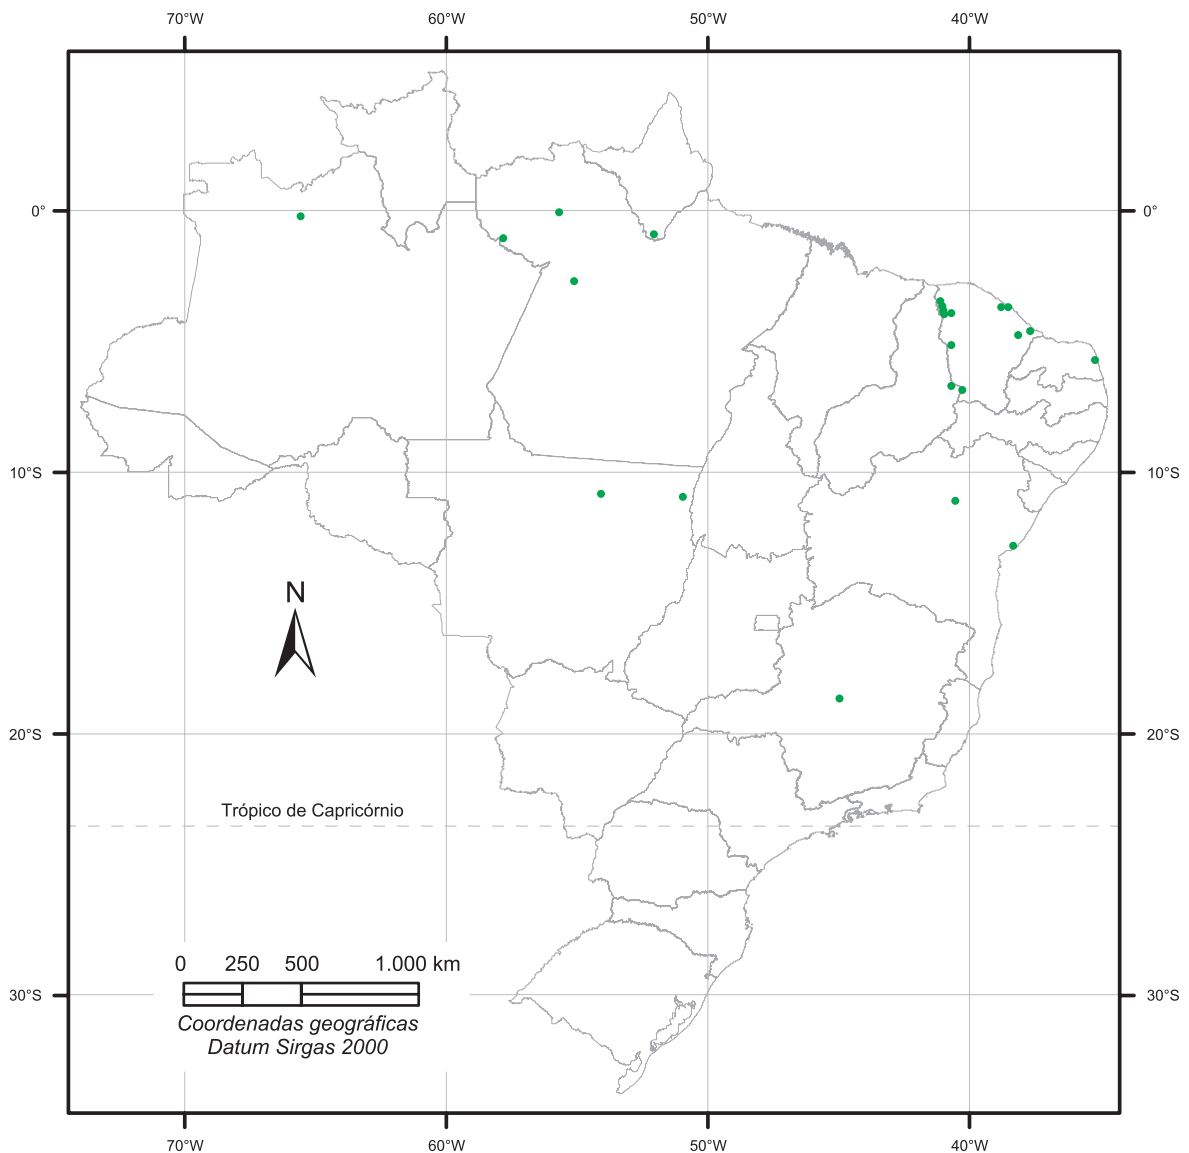 70°W 60°W 50°W 40°W
0° 0°
10°S 10°S
N
20°S 20°S
Trópico de Capricórnio
0 250 500 1.000 km
30°S 30°S
Coordenadas geográficas
Datum Sirgas 2000
70°W 60°W 50°W 40°W